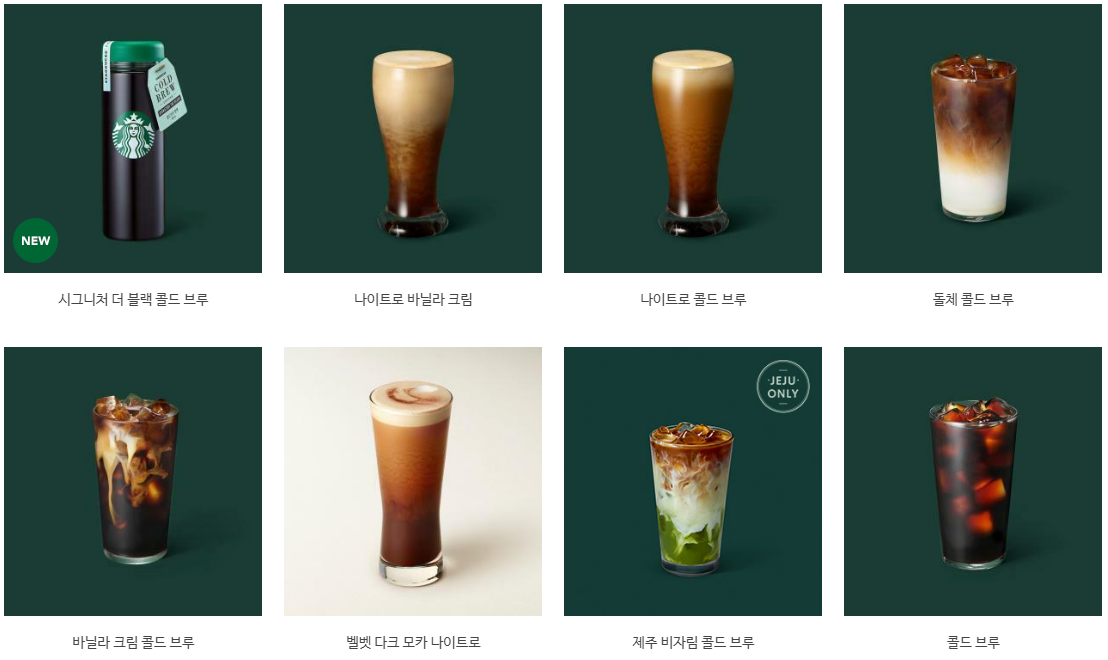 COLD
BREW
NEW
시그니처 더 블랙 콜드 브루
나이트로 바닐라 크림
나이트로 콜드 브루
돌체 콜드 브루
JEJU
ONLY
바닐라 크림 콜드 브루
벨벳 다크 모카 나이트로
제주 비자림 콜드 브루
콜드 브루